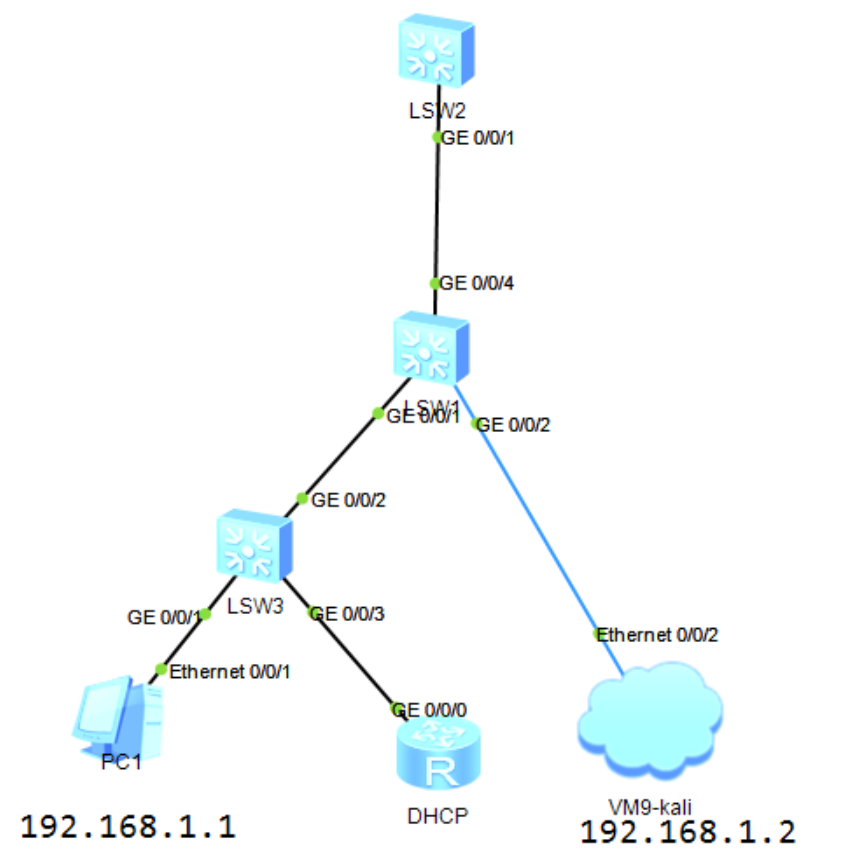 LSW2
GE 0/0/1
GE 0/0/4
LSW1
GE 0/0/1
GE 0/0/2
GE 0/0/2
LSW3
GE 0/0/1
GE 0/0/3
Ethernet 0/0/2
Ethernet 0/0/1
GE 0/0/0
PC1
DHCP
VM9-kali
192.168.1.1
192.168.1.2